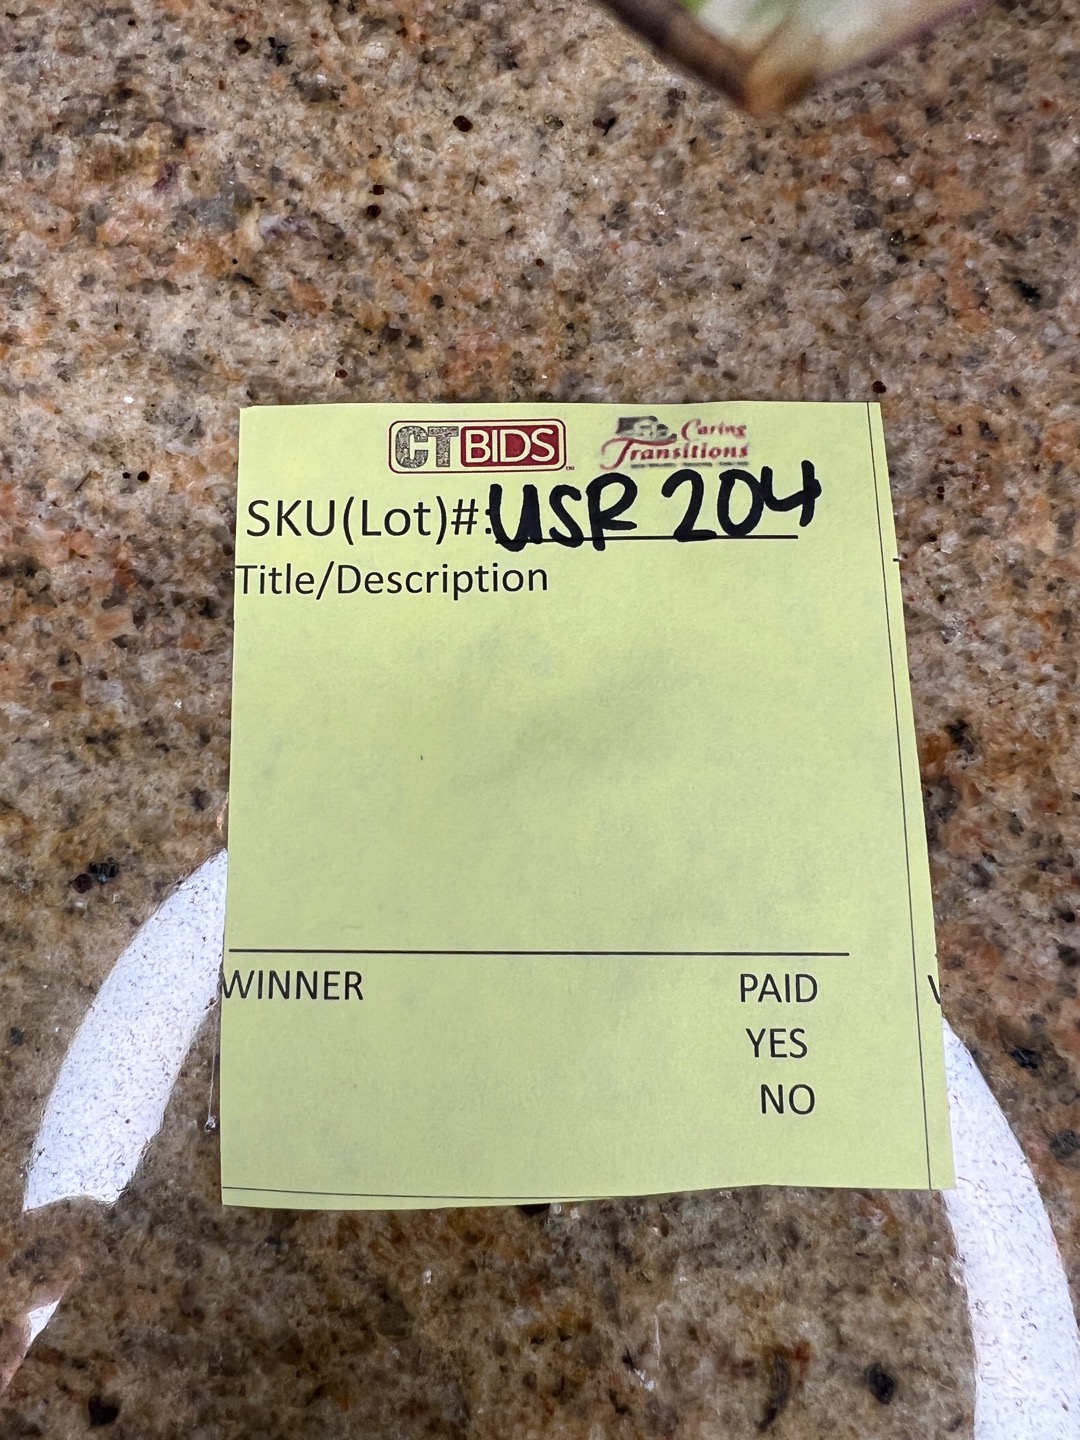 CTBIDS
Caring
Transitions
SKU(Lot)#: USR 204
Title/Description
WINNER
PAID
YES
NO